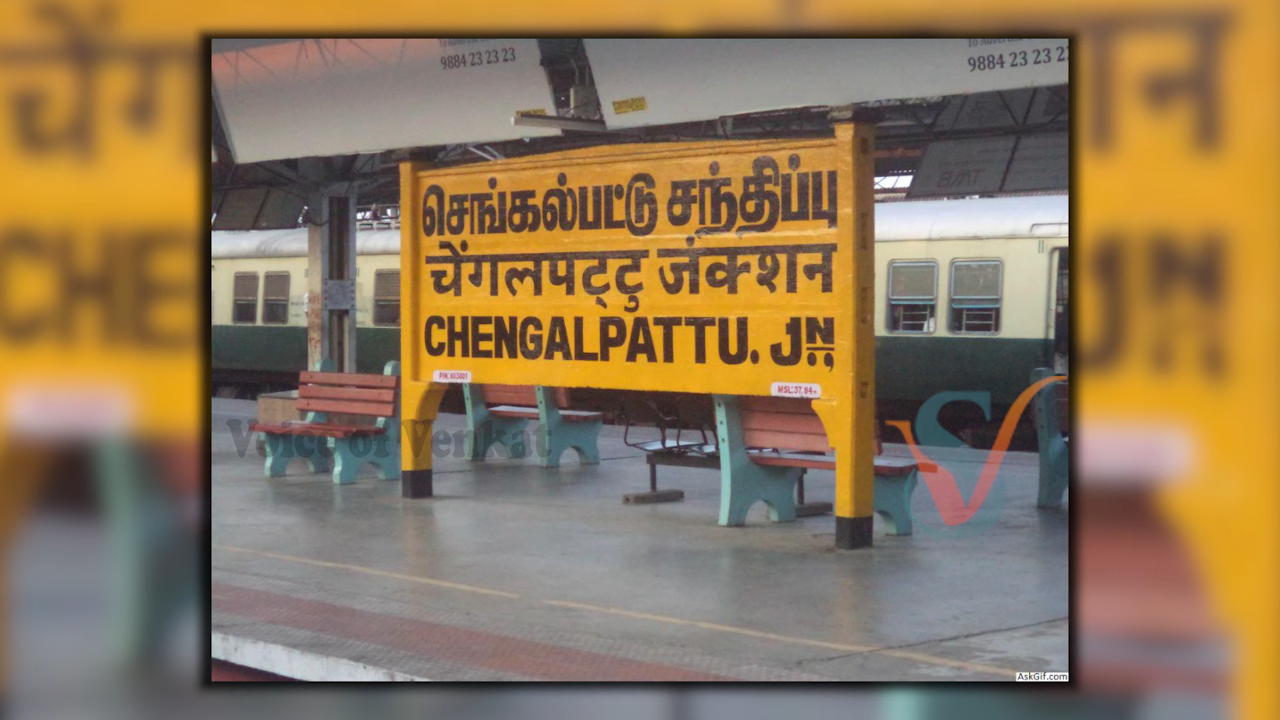 9884 23 23 23
9884 23 23 23
செங்கல்பட்டு சந்திப்பு
चेंगलपट्टु जंक्शन
CHENGALPATTU. JN.,
PIN: 603001
MSL:37.84+
Voice of Venkat
AskGif.com